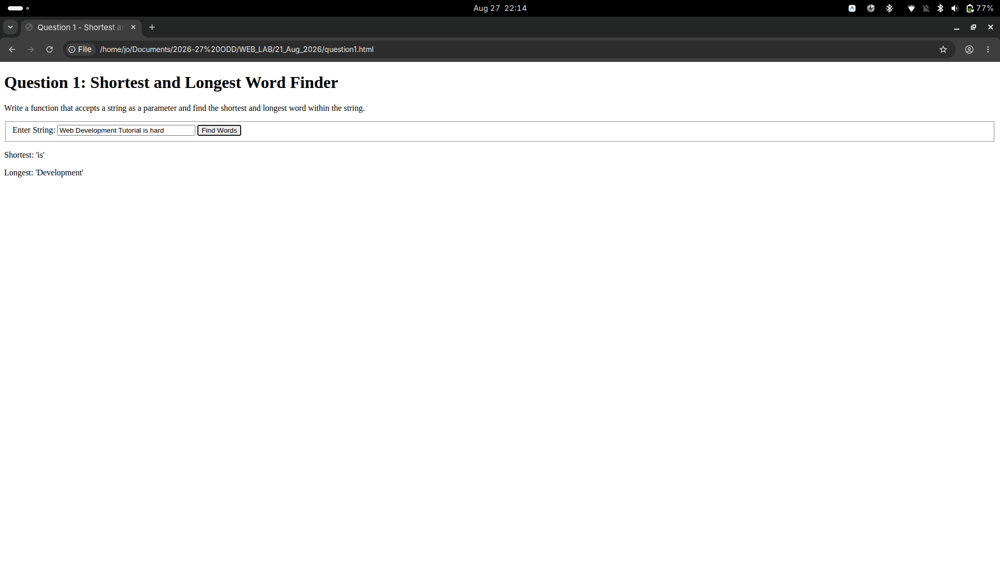 Aug 27 22:14
77%
Question 1 - Shortest ar
File
/home/jo/Documents/2026-27%20ODD/WEB_LAB/21_Aug_2026/question1.html
Question 1: Shortest and Longest Word Finder
Write a function that accepts a string as a parameter and find the shortest and longest word within the string.
Enter String: Web Development Tutorial is hard Find Words
Shortest: 'is'
Longest: 'Development'